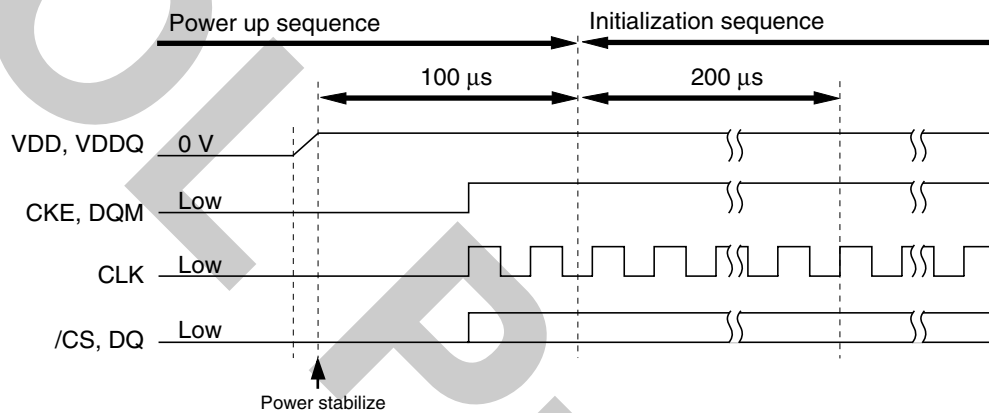 Power up sequence
Initialization sequence
100 µs
200 µs
VDD, VDDQ
0 V
CKE, DQM
Low
CLK
Low
/CS, DQ
Low
Power stabilize